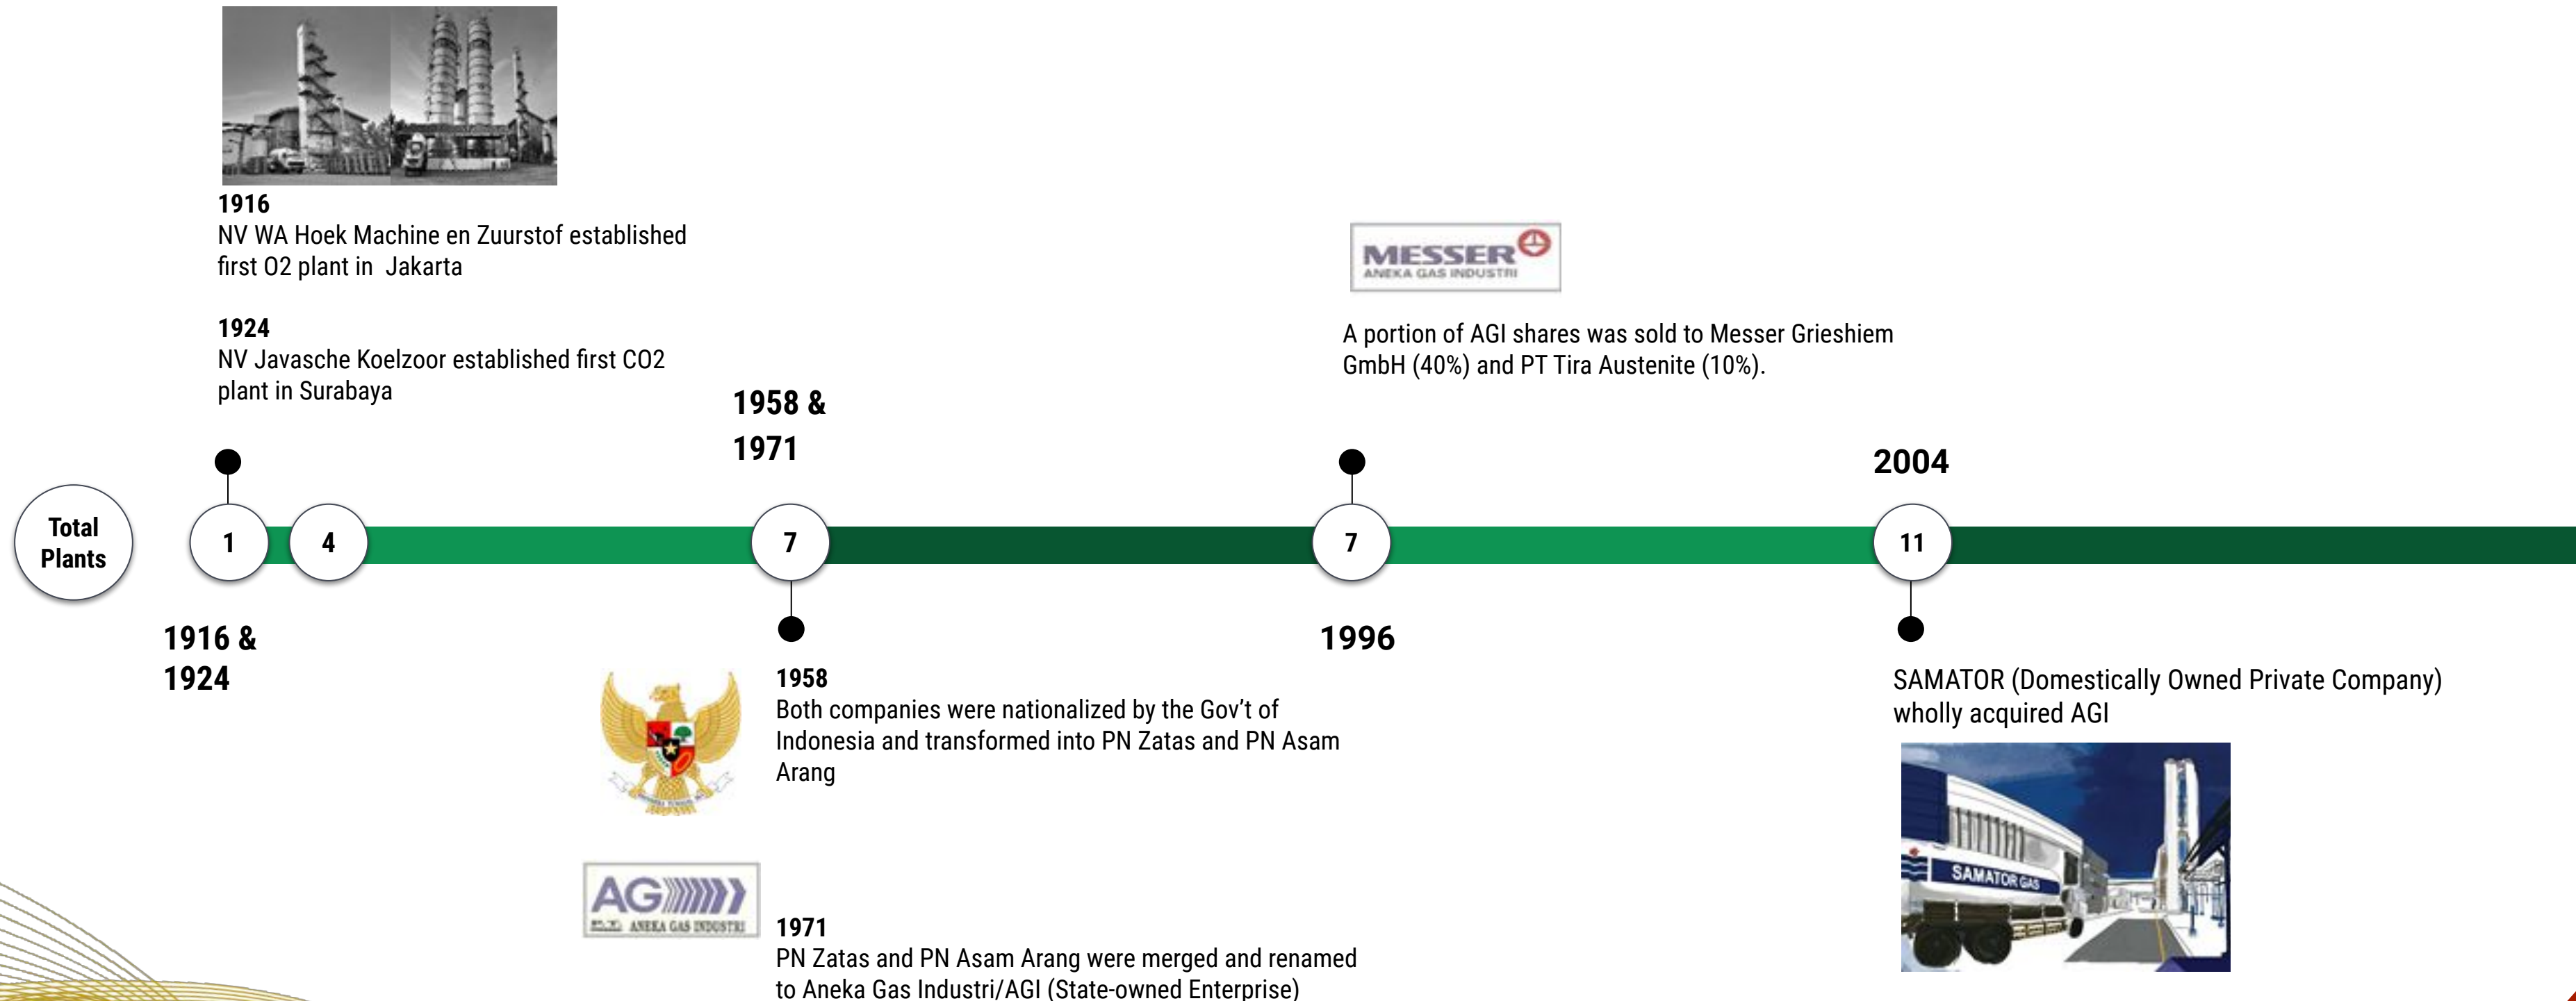 1916
NV WA Hoek Machine en Zuurstof established
first O2 plant in Jakarta
1924
NV Javasche Koelzoor established first CO2
plant in Surabaya
MESSER
ANEKA GAS INDUSTRI
A portion of AGI shares was sold to Messer Grieshiem
GmbH (40%) and PT Tira Austenite (10%).
1958 &
1971
2004
Total
Plants
1
4
7
7
11
1916 &
1924
1996
1958
Both companies were nationalized by the Gov’t of
Indonesia and transformed into PN Zatas and PN Asam
Arang
AG
ANEKA GAS INDUSTRI
1971
PN Zatas and PN Asam Arang were merged and renamed
to Aneka Gas Industri/AGI (State-owned Enterprise)
SAMATOR (Domestically Owned Private Company)
wholly acquired AGI
SAMATOR GAS